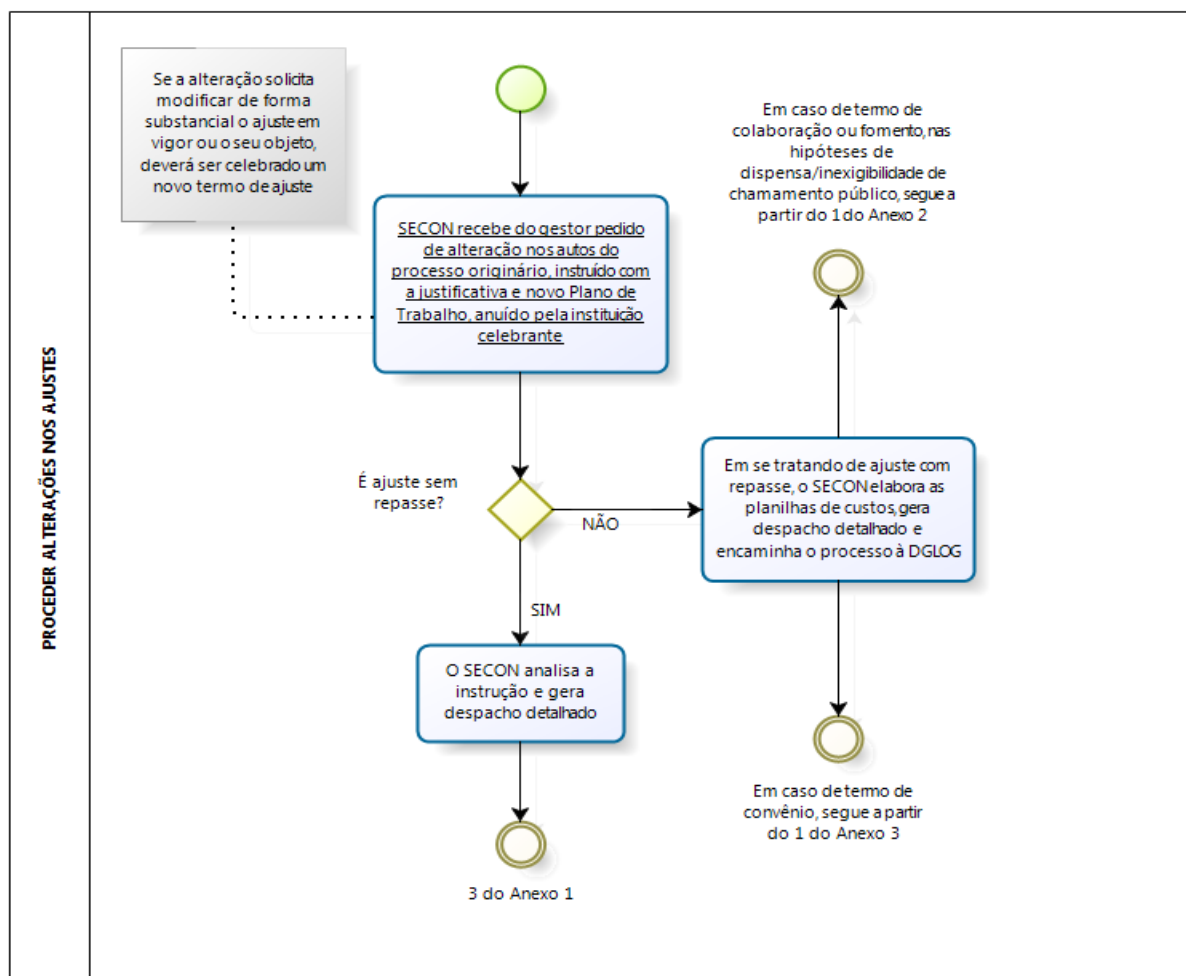 PROCEDER ALTERAÇÕES NOS AJUSTES
Se a alteração solicita
modificar de forma
substancial o ajuste em
vigor ou o seu objeto,
deverá ser celebrado um
novo termo de ajuste
SECON recebe do gestor pedido
de alteração nos autos do
processo originário, instruído com
a justificativa e novo Plano de
Trabalho, anuído pela instituição
celebrante
Em caso de termo de
colaboração ou fomento, nas
hipóteses de
dispensa/inexigibilidade de
chamamento público, segue a
partir do 1 do Anexo 2
É ajuste sem
repasse?
NÃO
Em se tratando de ajuste com
repasse, o SECON elabora as
planilhas de custos, gera
despacho detalhado e
encaminha o processo à DGLOG
SIM
O SECON analisa a
instrução e gera
despacho detalhado
Em caso de termo de
convênio, segue a partir
do 1 do Anexo 3
3 do Anexo 1